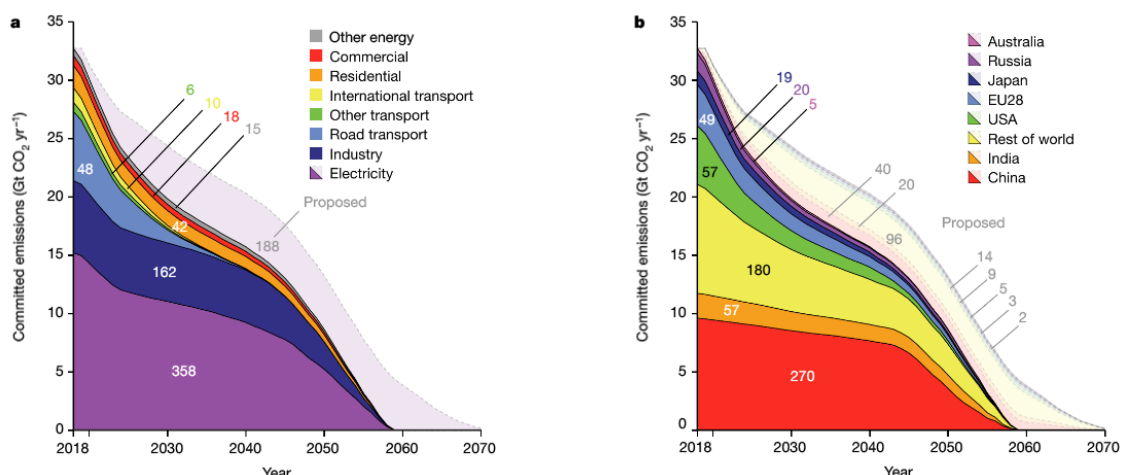 a
Committed emissions (Gt CO2 yr−1)
35
30
25
20
15
10
5
0
Other energy
Commercial
Residential
International transport
Other transport
Road transport
Industry
Electricity
6
10
18
15
48
42
Proposed
188
162
358
2018
2030
2040
2050
2060
2070
Year
b
Committed emissions (Gt CO2 yr−1)
35
30
25
20
15
10
5
0
Australia
Russia
Japan
EU28
USA
Rest of world
India
China
19
20
5
49
57
40
20
96
Proposed
14
9
5
3
2
180
57
270
2018
2030
2040
2050
2060
2070
Year